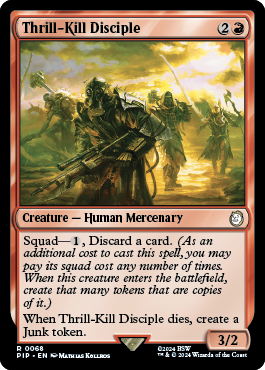 Thrill-Kill Disciple 2
Creature — Human Mercenary
Squad—1, Discard a card. (As an
additional cost to cast this spell, you may
pay its squad cost any number of times.
When this creature enters the battlefield,
create that many tokens that are copies
of it.)
When Thrill-Kill Disciple dies, create a
Junk token.
3/2
R 0068
PIP • EN Mathias Kollros
©2024 BSW
™ & © 2024 Wizards of the Coast